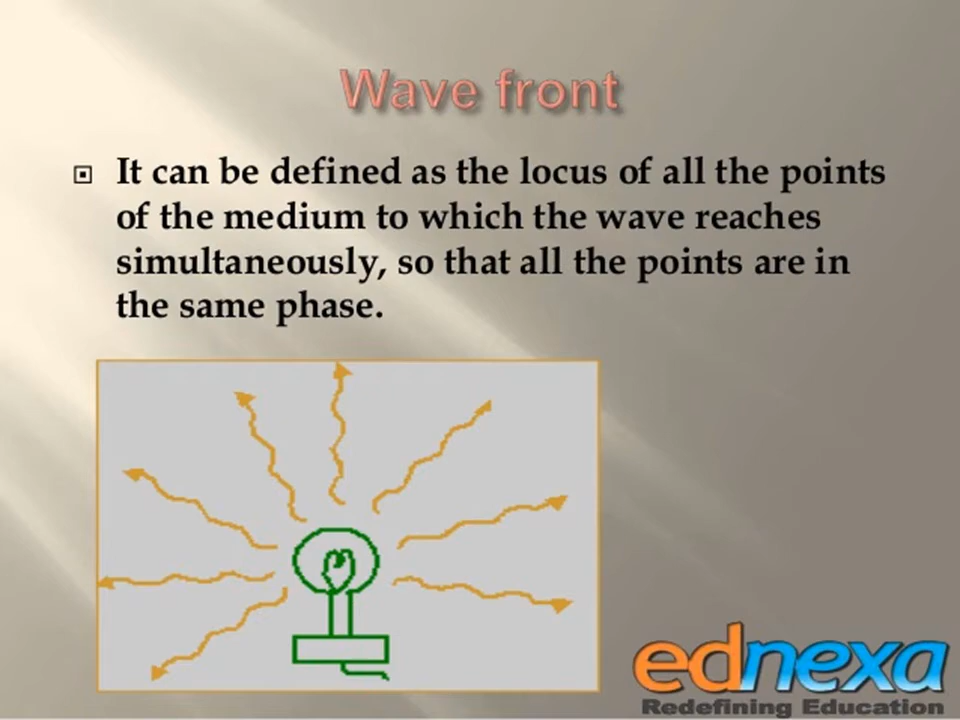 Wave front
It can be defined as the locus of all the points
of the medium to which the wave reaches
simultaneously, so that all the points are in
the same phase.
ednexa
Redefining Education